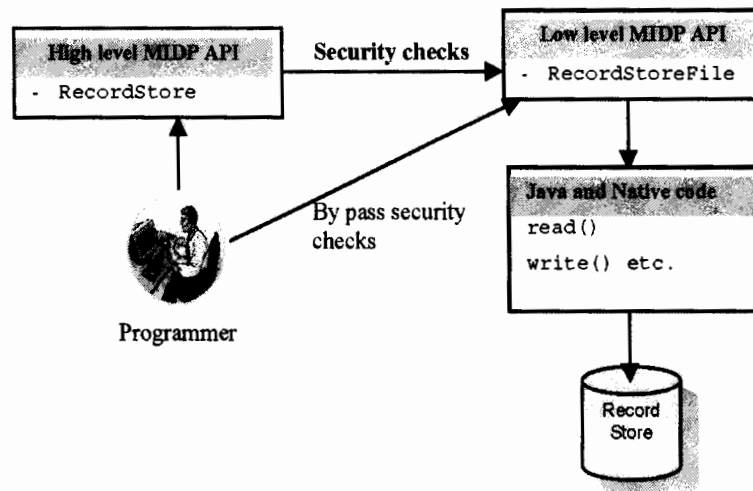 High level MIDP API
- RecordStore
Security checks
Low level MIDP API
- RecordStoreFile
By pass security
checks
Programmer
Java and Native code
read()
write() etc.
Record
Store